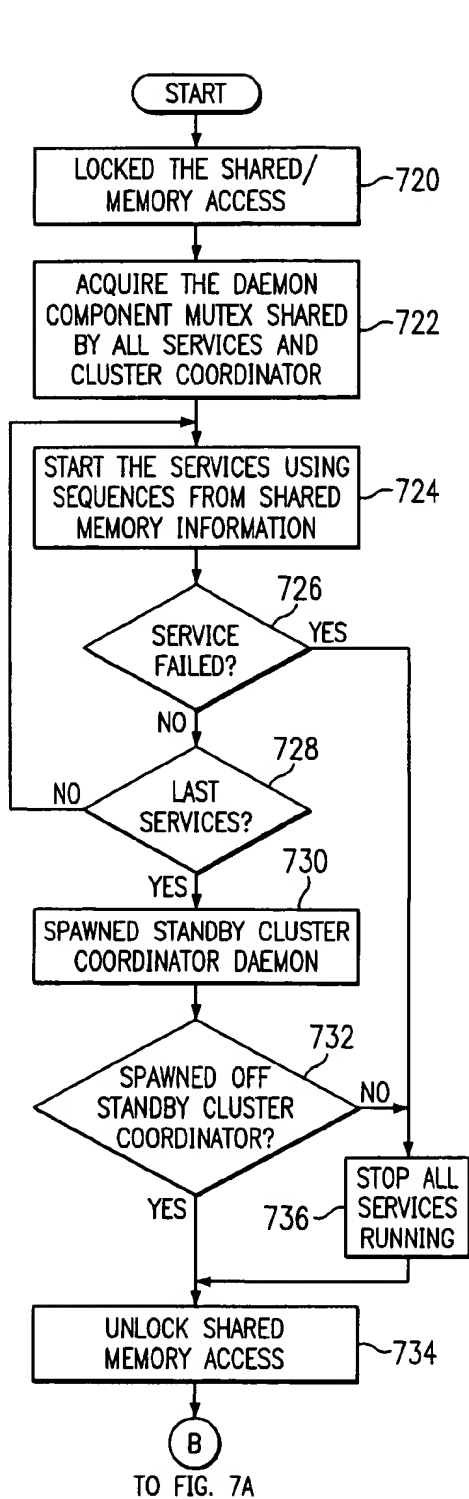 START
LOCKED THE SHARED/
MEMORY ACCESS
720
ACQUIRE THE DAEMON
COMPONENT MUTEX SHARED
BY ALL SERVICES AND
CLUSTER COORDINATOR
722
START THE SERVICES USING
SEQUENCES FROM SHARED
MEMORY INFORMATION
724
726
SERVICE
FAILED?
YES
NO
728
LAST
SERVICES?
NO
YES
730
SPAWNED STANDBY CLUSTER
COORDINATOR DAEMON
732
SPAWNED OFF
STANDBY CLUSTER
COORDINATOR?
NO
YES
STOP ALL
SERVICES
RUNNING
736
UNLOCK SHARED
MEMORY ACCESS
734
B
TO FIG. 7A